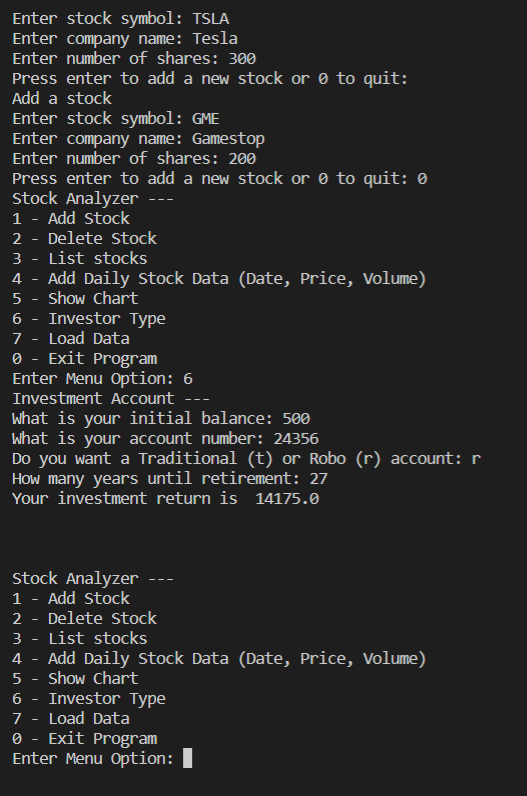 Enter stock symbol: TSLA
Enter company name: Tesla
Enter number of shares: 300
Press enter to add a new stock or 0 to quit:
Add a stock
Enter stock symbol: GME
Enter company name: Gamestop
Enter number of shares: 200
Press enter to add a new stock or 0 to quit: 0
Stock Analyzer ---
1 - Add Stock
2 - Delete Stock
3 - List stocks
4 - Add Daily Stock Data (Date, Price, Volume)
5 - Show Chart
6 - Investor Type
7 - Load Data
0 - Exit Program
Enter Menu Option: 6
Investment Account ---
What is your initial balance: 500
What is your account number: 24356
Do you want a Traditional (t) or Robo (r) account: r
How many years until retirement: 27
Your investment return is  14175.0
Stock Analyzer ---
1 - Add Stock
2 - Delete Stock
3 - List stocks
4 - Add Daily Stock Data (Date, Price, Volume)
5 - Show Chart
6 - Investor Type
7 - Load Data
0 - Exit Program
Enter Menu Option: